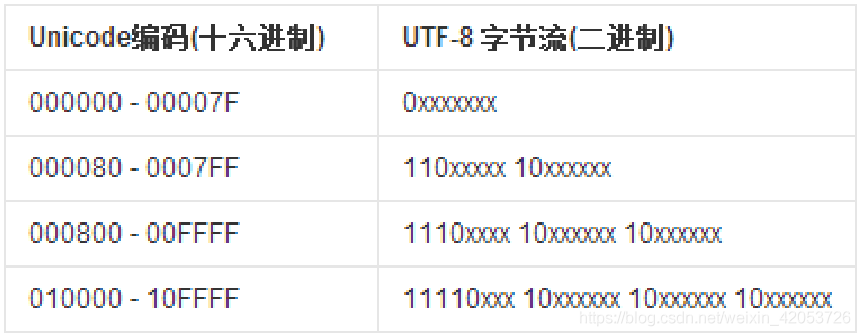 Unicode编码(十六进制) UTF-8 字节流(二进制)
000000 - 00007F 0xxxxxxx
000080 - 0007FF 110xxxxx 10xxxxxx
000800 - 00FFFF 1110xxxx 10xxxxxx 10xxxxxx
010000 - 10FFFF 11110xxx 10xxxxxx 10xxxxxx 10xxxxxx
https://blog.csdn.net/weixin_42053726